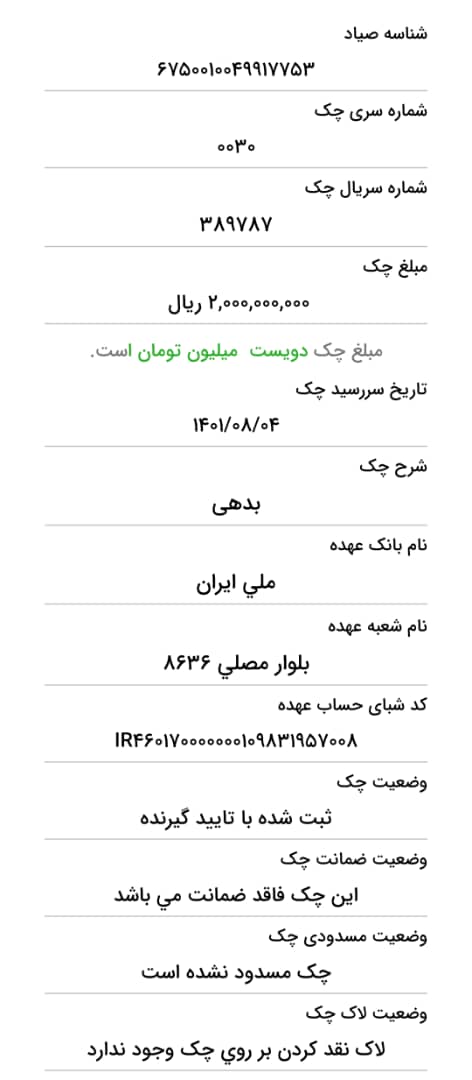 شناسه صیاد
۶۷۵۰۰۱۰۰۴۹۹۱۷۷۵۳
شماره سری چک
۰۰۳۰
شماره سریال چک
۳۸۹۷۸۷
مبلغ چک
۲,۰۰۰,۰۰۰,۰۰۰ ریال
مبلغ چک دویست میلیون تومان است.
تاریخ سررسید چک
۱۴۰۱/۰۸/۰۴
شرح چک
بدهی
نام بانک عهده
ملي ایران
نام شعبه عهده
بلوار مصلي ۸۶۳۶
کد شبای حساب عهده
IR۴۶۰۱۷۰۰۰۰۰۰۰۱۰۹۸۳۱۹۵۷۰۰۸
وضعیت چک
ثبت شده با تایید گیرنده
وضعیت ضمانت چک
این چک فاقد ضمانت مي باشد
وضعیت مسدودی چک
چک مسدود نشده است
وضعیت لاک چک
لاک نقد کردن بر روي چک وجود ندارد